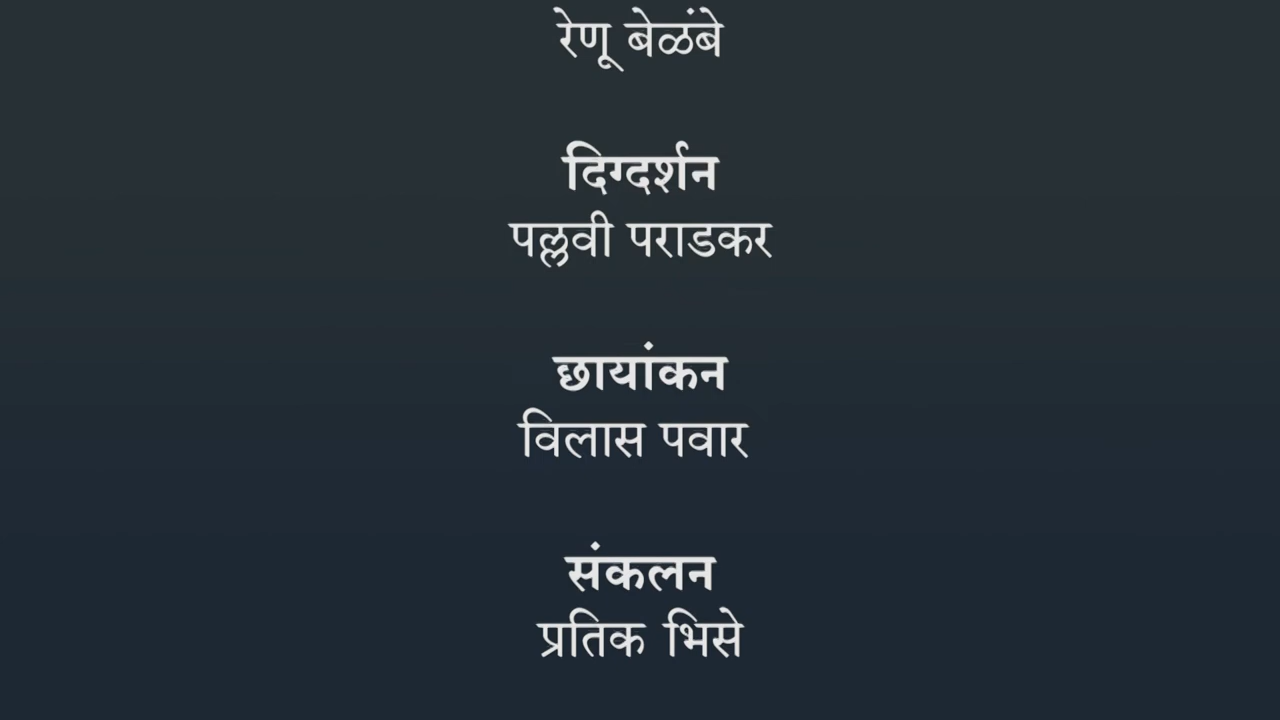 रेणू बेळंबे
दिग्दर्शन
पल्लवी पराडकर
छायांकन
विलास पवार
संकलन
प्रतिक भिसे